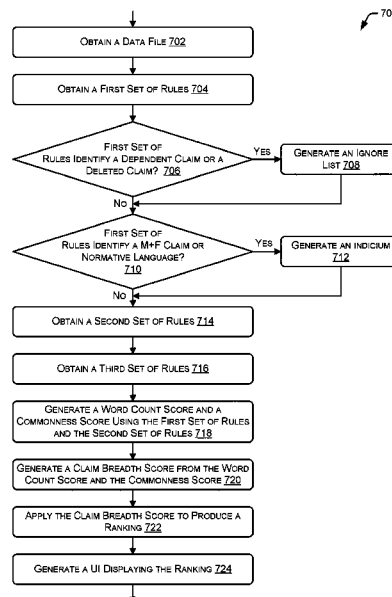 70
OBTAIN A DATA FILE 702
OBTAIN A FIRST SET OF RULES 704
FIRST SET OF
RULES IDENTIFY A DEPENDENT CLAIM OR A
DELETED CLAIM? 706
YES
GENERATE AN IGNORE
LIST 708
NO
FIRST SET OF
RULES IDENTIFY A M+F CLAIM OR
NORMATIVE LANGUAGE?
710
YES
GENERATE AN INDICIUM
712
NO
OBTAIN A SECOND SET OF RULES 714
OBTAIN A THIRD SET OF RULES 716
GENERATE A WORD COUNT SCORE AND A
COMMONNESS SCORE USING THE FIRST SET OF RULES
AND THE SECOND SET OF RULES 718
GENERATE A CLAIM BREADTH SCORE FROM THE WORD
COUNT SCORE AND THE COMMONNESS SCORE 720
APPLY THE CLAIM BREADTH SCORE TO PRODUCE A
RANKING 722
GENERATE A UI DISPLAYING THE RANKING 724